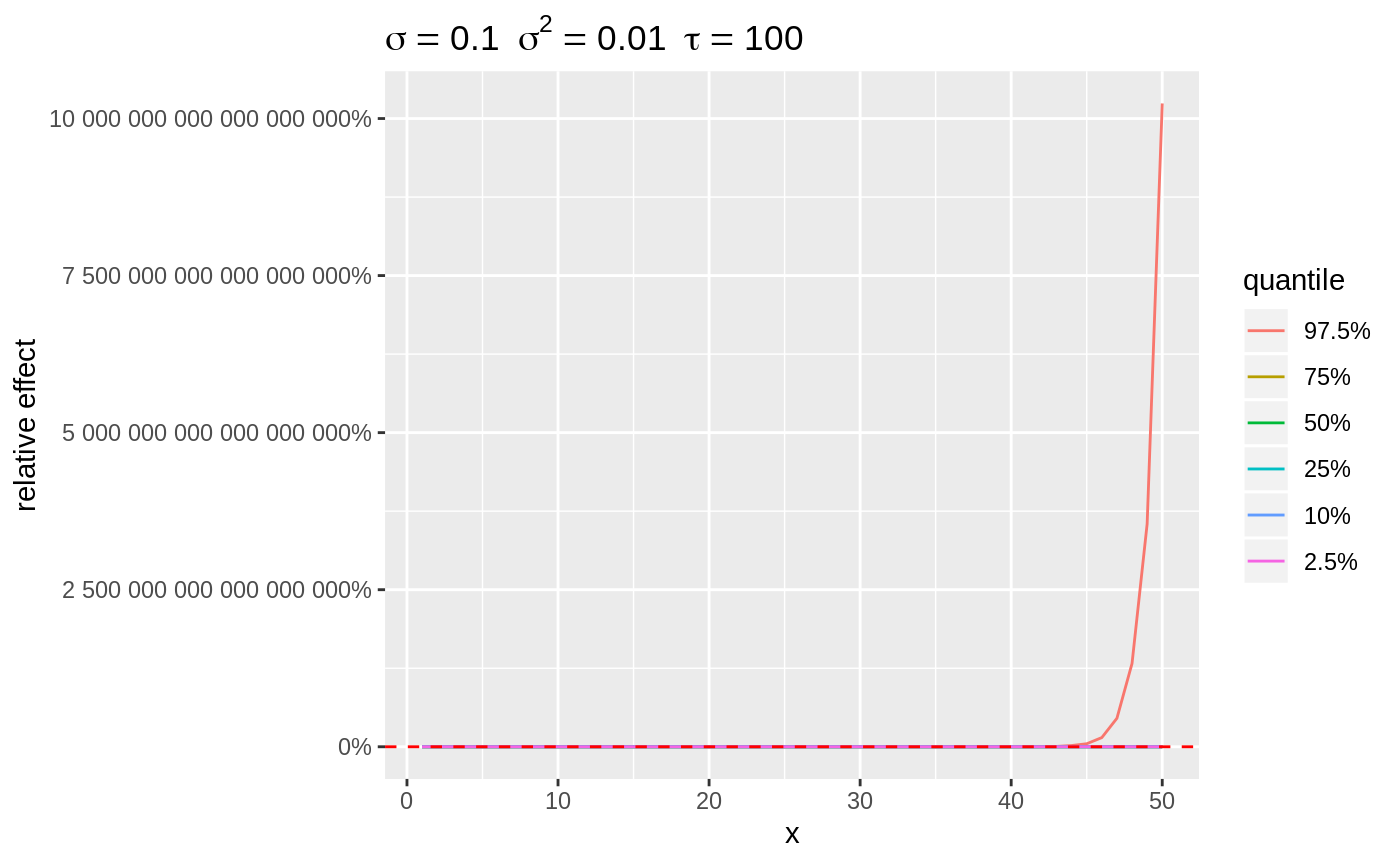 σ = 0.1 σ² = 0.01 τ = 100
10 000 000 000 000 000 000%
7 500 000 000 000 000 000%
5 000 000 000 000 000 000%
2 500 000 000 000 000 000%
0%
relative effect
0 10 20 30 40 50
x
quantile
97.5%
75%
50%
25%
10%
2.5%